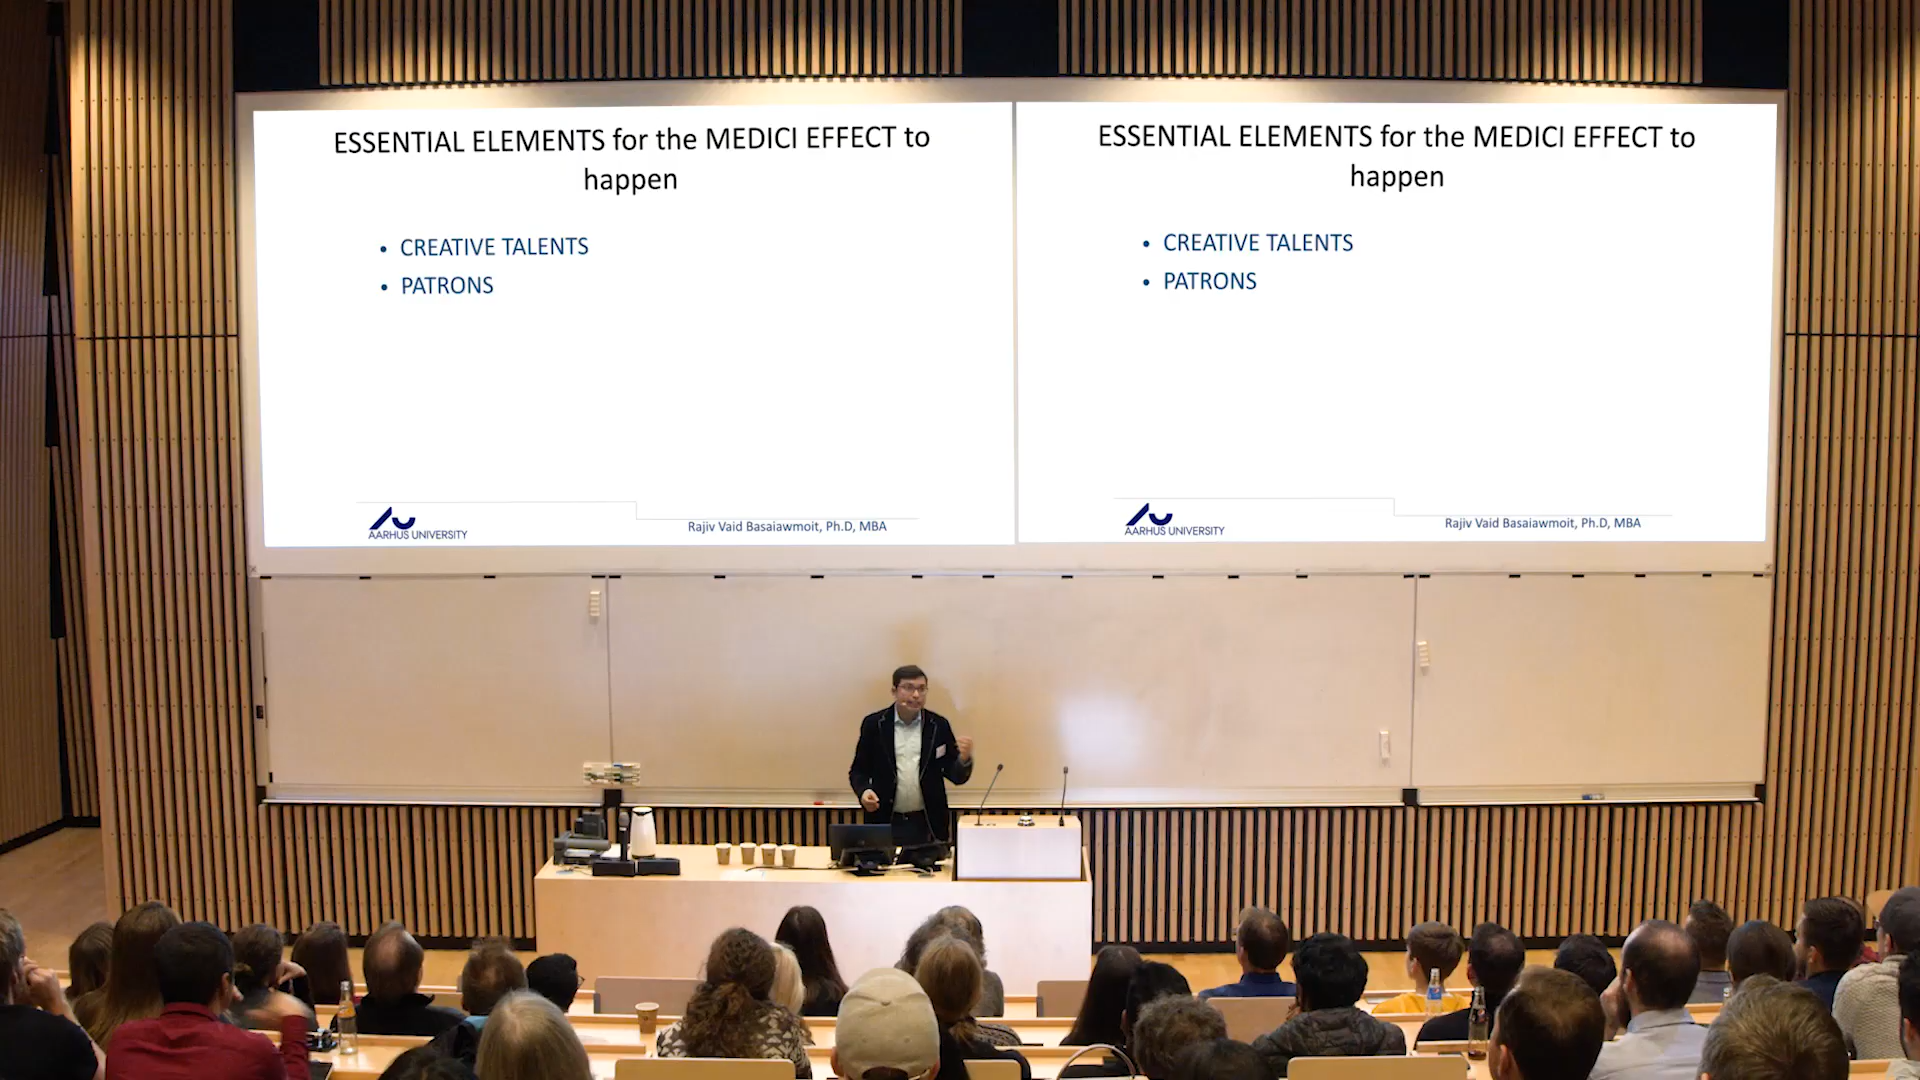 ESSENTIAL ELEMENTS for the MEDICI EFFECT to
happen
• CREATIVE TALENTS
• PATRONS
AARHUS UNIVERSITY
Rajiv Vaid Basaiawmoit, Ph.D, MBA
ESSENTIAL ELEMENTS for the MEDICI EFFECT to
happen
• CREATIVE TALENTS
• PATRONS
AARHUS UNIVERSITY
Rajiv Vaid Basaiawmoit, Ph.D, MBA